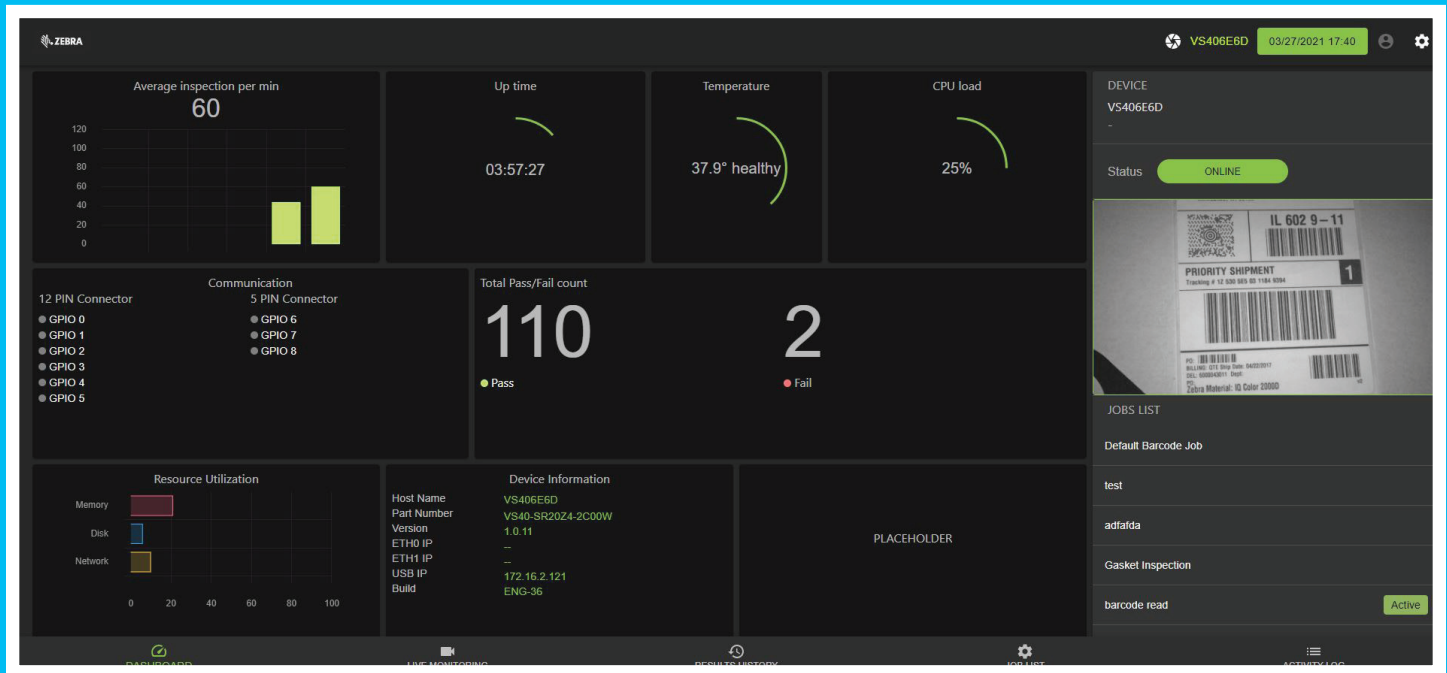 ZEBRA
VS406E6D
03/27/2021 17:40
Average inspection per min
60
120
100
80
60
40
20
0
Up time
03:57:27
Temperature
37.9° healthy
CPU load
25%
DEVICE
VS406E6D
-
Status
ONLINE
IL 602 9-11
PRIORITY SHIPMENT
1
JOBS LIST
Default Barcode Job
test
adfafda
Gasket Inspection
barcode read
Active
Communication
12 PIN Connector
5 PIN Connector
GPIO 0
GPIO 6
GPIO 1
GPIO 7
GPIO 2
GPIO 8
GPIO 3
GPIO 4
GPIO 5
Total Pass/Fail count
110
2
Pass
Fail
Resource Utilization
Memory
Disk
Network
0 20 40 60 80 100
Device Information
Host Name VS406E6D
Part Number VS40-SR20Z4-2C00W
Version 1.0.11
ETH0 IP --
ETH1 IP --
USB IP 172.16.2.121
Build ENG-36
PLACEHOLDER
DASHBOARD
LIVE MONITORING
RESULTS HISTORY
JOB LIST
ACTIVITY LOG